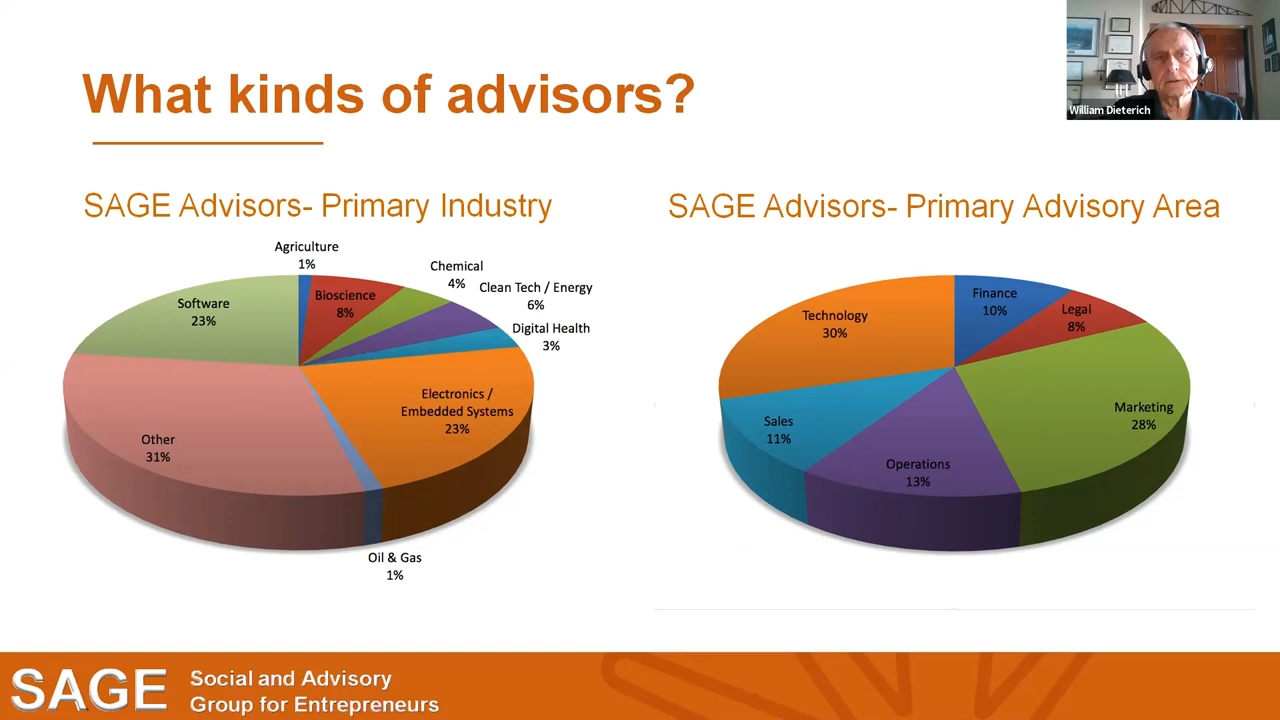 What kinds of advisors?
William Dieterich
SAGE Advisors- Primary Industry
Agriculture
1%
Bioscience
8%
Chemical
4%
Clean Tech / Energy
6%
Digital Health
3%
Electronics /
Embedded Systems
23%
Oil & Gas
1%
Other
31%
Software
23%
SAGE Advisors- Primary Advisory Area
Finance
10%
Legal
8%
Marketing
28%
Operations
13%
Sales
11%
Technology
30%
SAGE
Social and Advisory
Group for Entrepreneurs